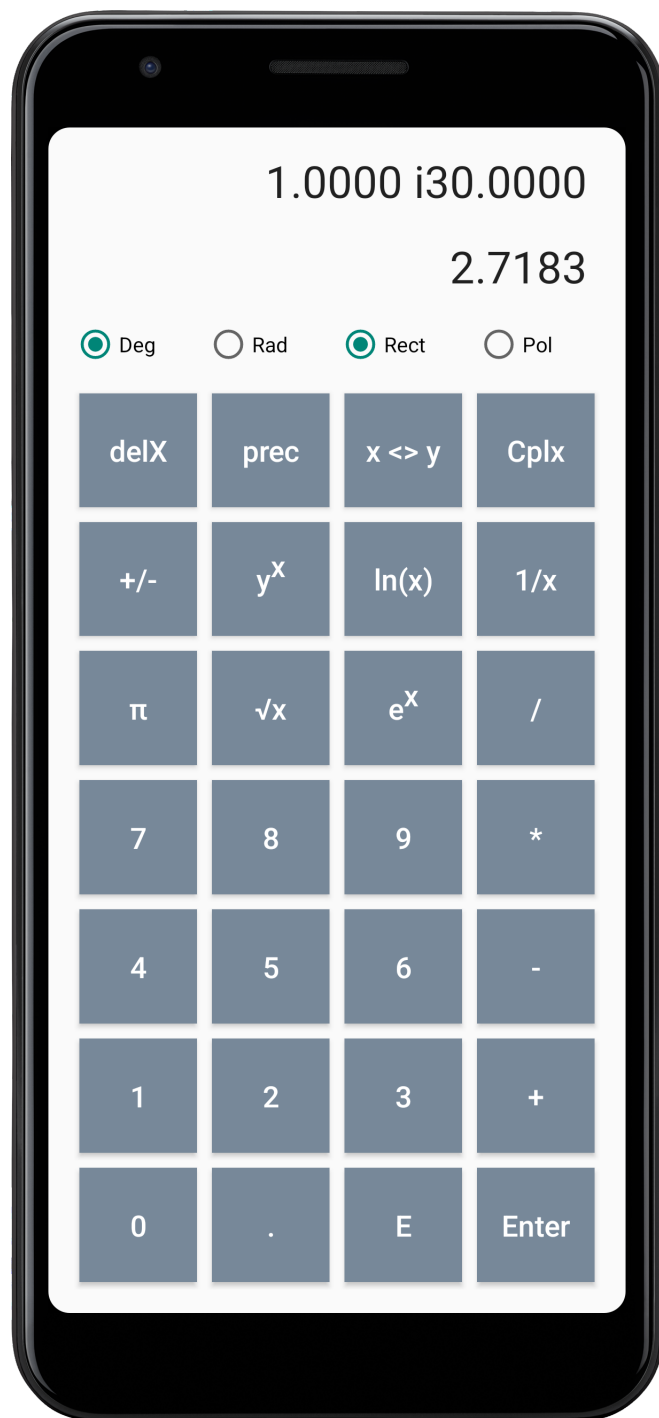 1.0000 i30.0000
2.7183
Deg Rad Rect Pol
delX prec x <> y Cplx
+/- yˣ ln(x) 1/x
π √x eˣ /
7 8 9 *
4 5 6 -
1 2 3 +
0 . E Enter